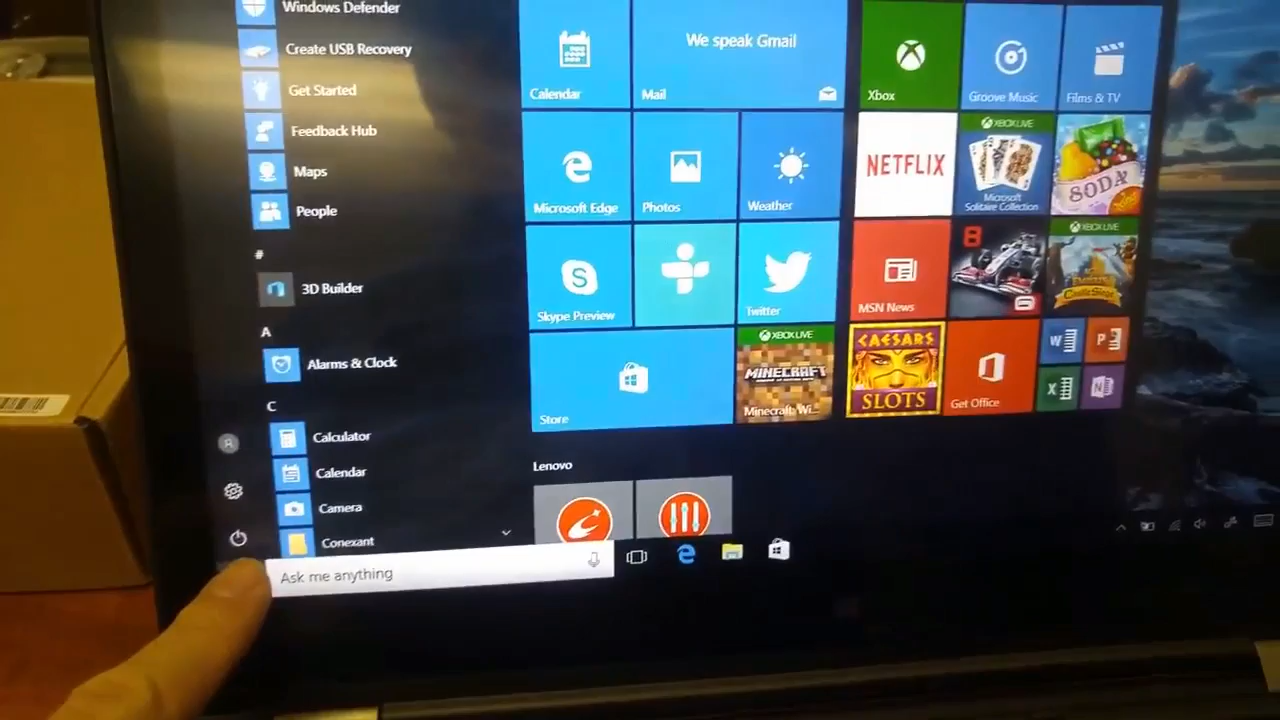 Windows Defender
Create USB Recovery
Get Started
Feedback Hub
Maps
People
#
3D Builder
A
Alarms & Clock
C
Calculator
Calendar
Camera
Conexant
Ask me anything
Calendar
We speak Gmail
Mail
Microsoft Edge
Photos
Weather
Skype Preview
Twitter
Store
XBOX LIVE
MINECRAFT
Minecraft: Wi...
Xbox
Groove Music
Films & TV
NETFLIX
XBOX LIVE
Microsoft
Solitaire Collection
SODA
MSN News
8
XBOX LIVE
CAESARS
SLOTS
Get Office
Lenovo